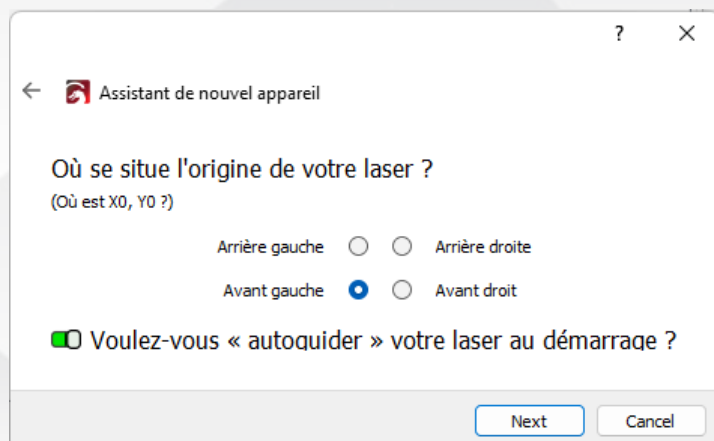 ?
Assistant de nouvel appareil
Où se situe l'origine de votre laser ?
(Où est X0, Y0 ?)
Arrière gauche Arrière droite
Avant gauche Avant droit
Voulez-vous « autoguider » votre laser au démarrage ?
Next Cancel